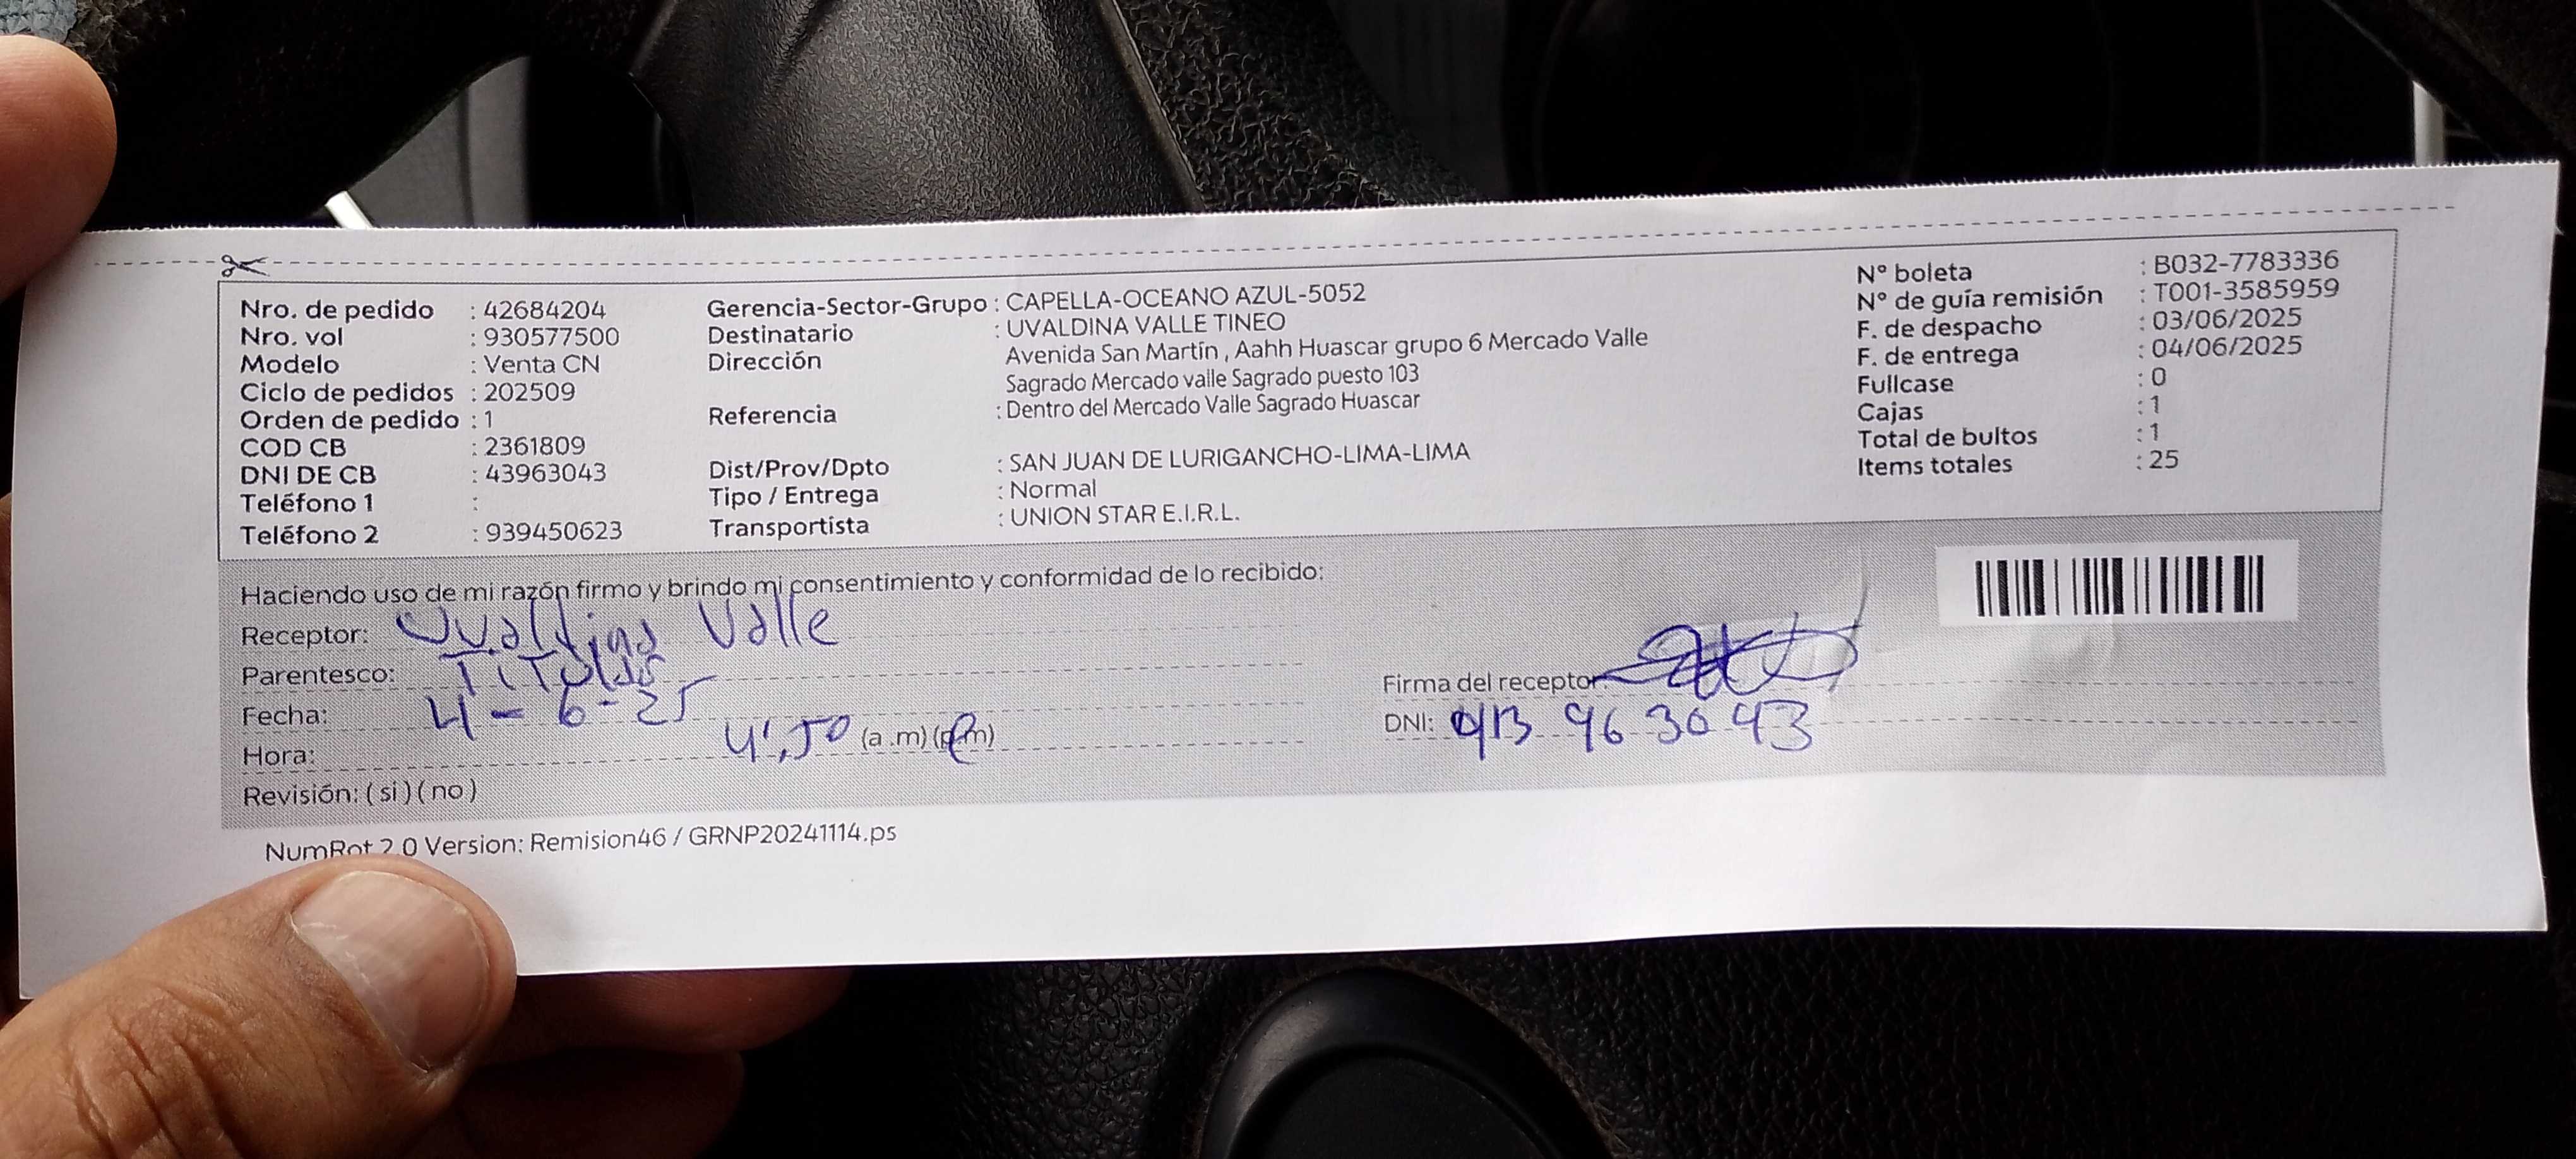 Nro. de pedido : 42684204
Nro. vol : 930577500
Modelo : Venta CN
Ciclo de pedidos : 202509
Orden de pedido : 1
COD CB : 2361809
DNI DE CB : 43963043
Teléfono 1 :
Teléfono 2 : 939450623
Gerencia-Sector-Grupo : CAPELLA-OCEANO AZUL-5052
Destinatario : UVALDINA VALLE TINEO
Dirección Avenida San Martín , Aahh Huascar grupo 6 Mercado Valle
Sagrado Mercado valle Sagrado puesto 103
Referencia : Dentro del Mercado Valle Sagrado Huascar
Dist/Prov/Dpto : SAN JUAN DE LURIGANCHO-LIMA-LIMA
Tipo / Entrega : Normal
Transportista : UNION STAR E.I.R.L.
N° boleta : B032-7783336
N° de guía remisión : T001-3585959
F. de despacho : 03/06/2025
F. de entrega : 04/06/2025
Fullcase : 0
Cajas : 1
Total de bultos : 1
Items totales : 25
Haciendo uso de mi razón firmo y brindo mi consentimiento y conformidad de lo recibido:
Receptor: Uvaldina Valle
Parentesco: Titular
Fecha: 4-6-25
Hora: 4:50 (a .m) (p.m)
Revisión: ( si ) ( no )
Firma del receptor:
DNI: 43963043
NumRot 2.0 Version: Remision46 / GRNP20241114.ps